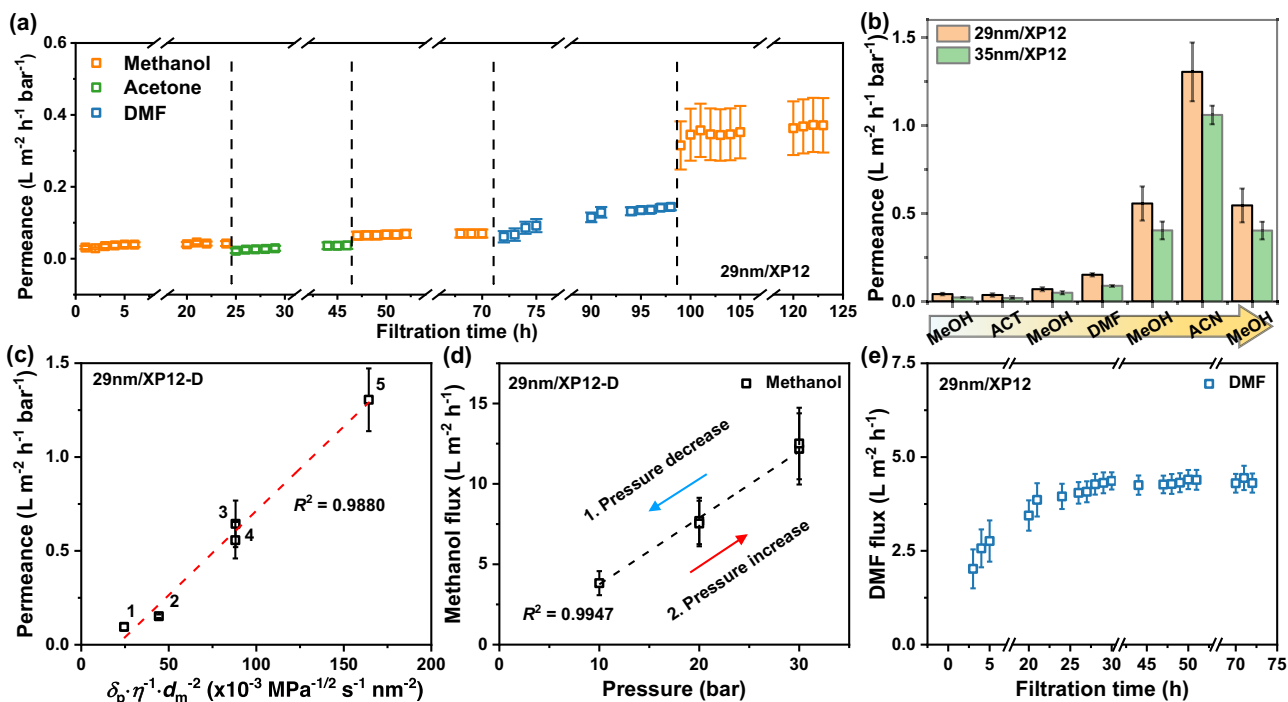 (a)
Permeance (L m⁻² h⁻¹ bar⁻¹)
0.6
0.4
0.2
0.0
Methanol
Acetone
DMF
29nm/XP12
0 5 20 25 30 45 50 70 75 90 95 100 105 120 125
Filtration time (h)
(b)
Permeance (L m⁻² h⁻¹ bar⁻¹)
1.5
1.0
0.5
0.0
29nm/XP12
35nm/XP12
MeOH ACT MeOH DMF MeOH ACN MeOH
(c)
29nm/XP12-D
Permeance (L m⁻² h⁻¹ bar⁻¹)
1.5
1.0
0.5
0.0
1
2
3
4
5
R² = 0.9880
0 50 100 150 200
δₚ·η⁻¹·dₘ⁻² (x10⁻³ MPa⁻¹ᐟ² s⁻¹ nm⁻²)
(d)
29nm/XP12-D
Methanol
Methanol flux (L m⁻² h⁻¹)
15
10
5
0
1. Pressure decrease
2. Pressure increase
R² = 0.9947
10 20 30
Pressure (bar)
(e)
29nm/XP12
DMF
DMF flux (L m⁻² h⁻¹)
7.5
5.0
2.5
0.0
0 5 20 25 30 45 50 70 75
Filtration time (h)